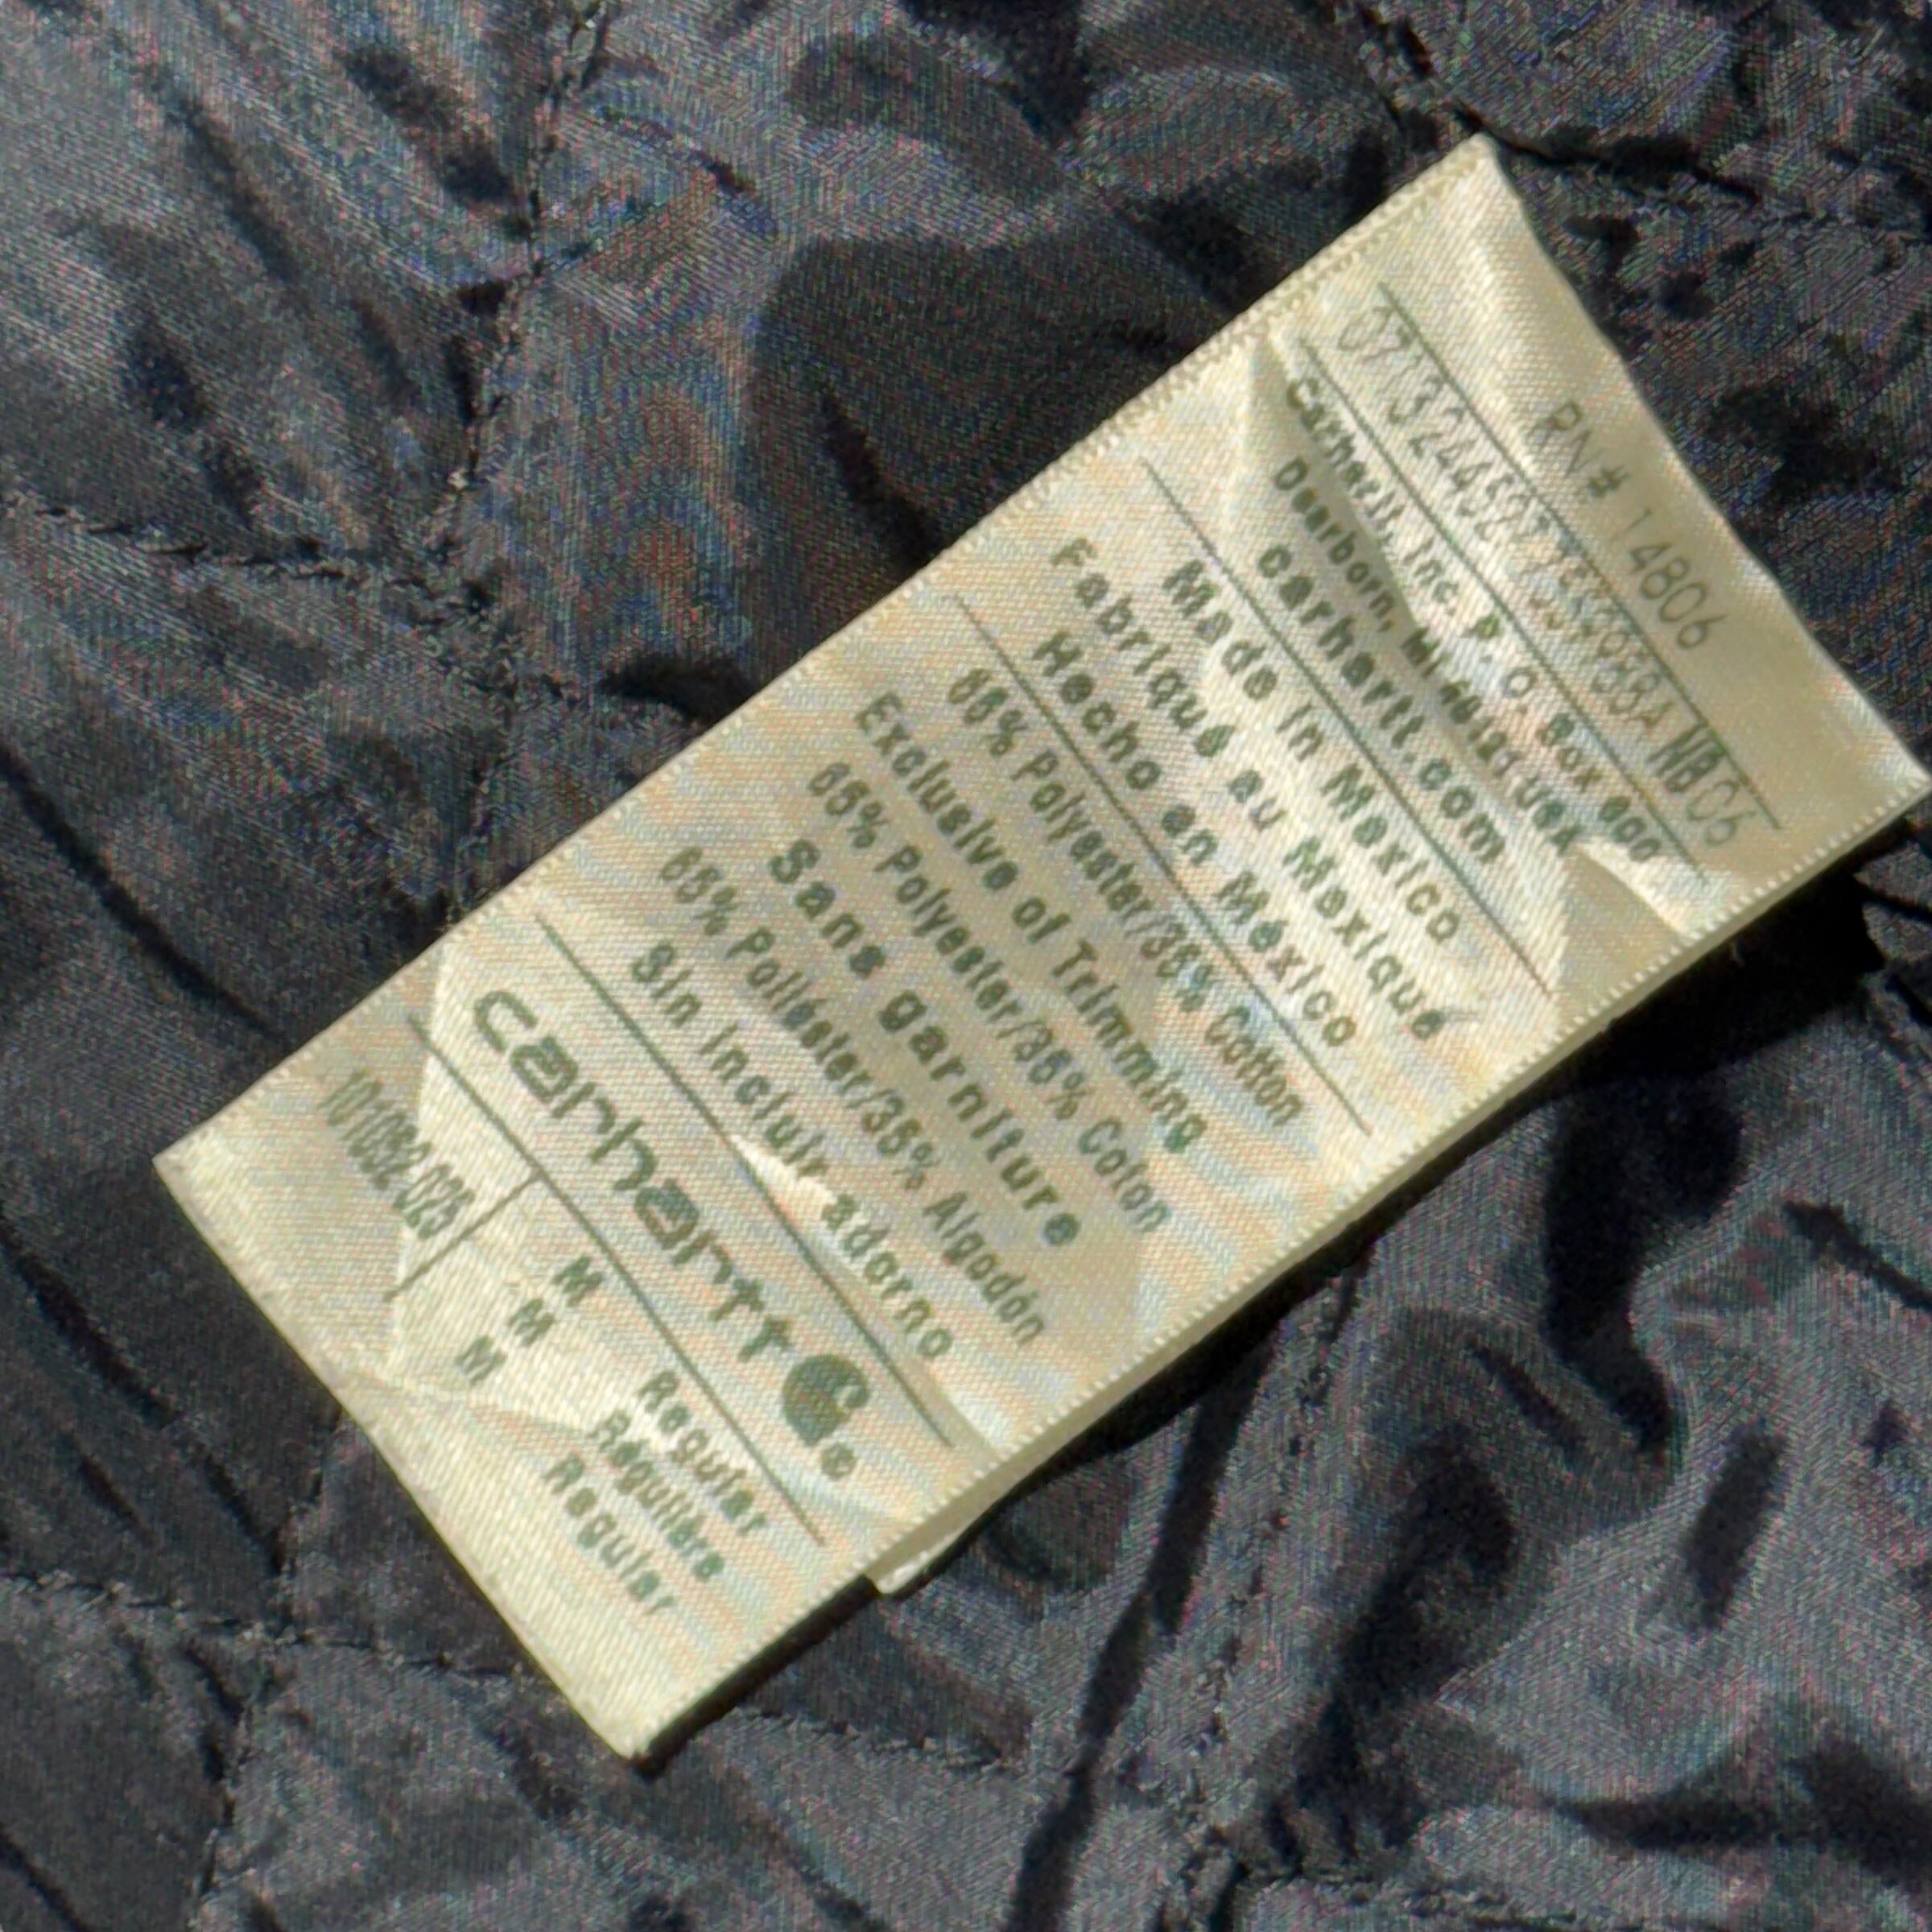 RN# 14806
Carhartt, Inc. P. O. Box 600
Dearborn, MI 48121 USA
carhartt.com
Made in Mexico
Fabriqué au Mexique
Hecho en México
65% Polyester/35% Cotton
Exclusive of Trimming
65% Polyester/35% Coton
Sans garniture
65% Poliéster/35% Algodón
Sin incluir adorno
carhartt
M Regular
M Régulière
M Regular